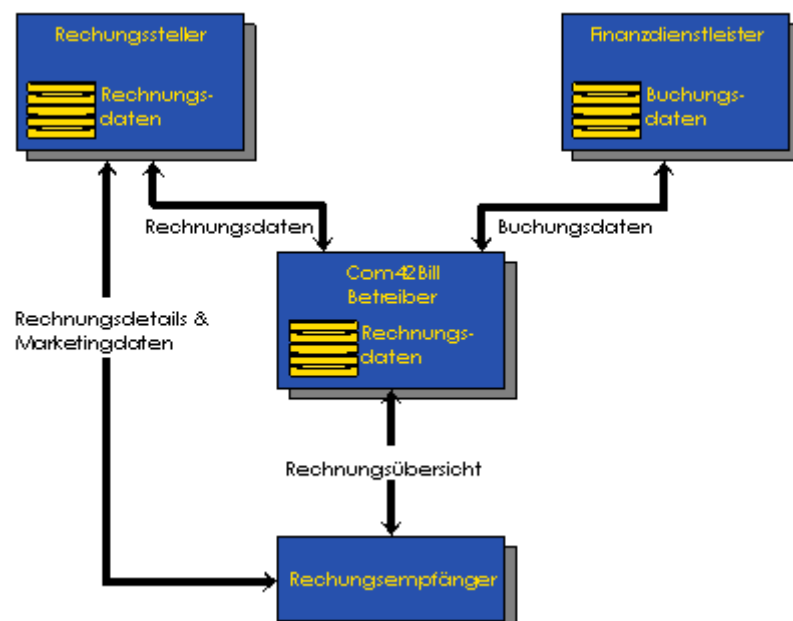 Rechungssteller
Rechnungs-
daten
Finanzdienstleister
Buchungs-
daten
Rechnungsdaten
Buchungsdaten
Com42Bill
Betreiber
Rechnungs-
daten
Rechnungsdetails &
Marketingdaten
Rechnungsübersicht
Rechungsempfänger